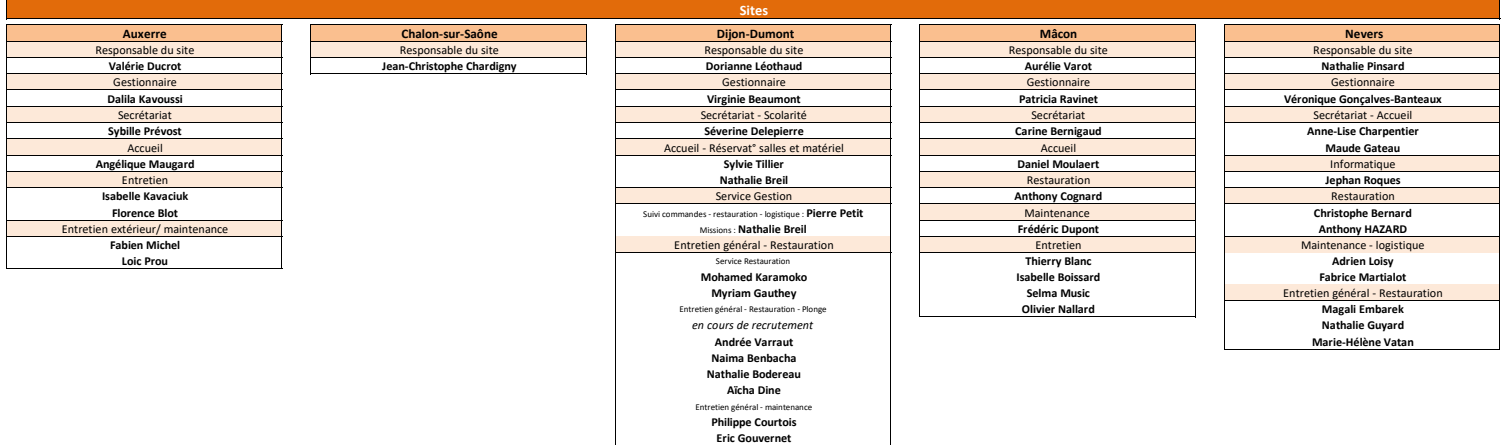 Sites
Auxerre
Responsable du site
Valérie Ducrot
Gestionnaire
Dalila Kavoussi
Secrétariat
Sybille Prévost
Accueil
Angélique Maugard
Entretien
Isabelle Kavaciuk
Florence Blot
Entretien extérieur/ maintenance
Fabien Michel
Loic Prou
Chalon-sur-Saône
Responsable du site
Jean-Christophe Chardigny
Dijon-Dumont
Responsable du site
Dorianne Léothaud
Gestionnaire
Virginie Beaumont
Secrétariat - Scolarité
Séverine Delepierre
Accueil - Réservat° salles et matériel
Sylvie Tillier
Nathalie Breil
Service Gestion
Suivi commandes - restauration - logistique : Pierre Petit
Missions : Nathalie Breil
Entretien général - Restauration
Service Restauration
Mohamed Karamoko
Myriam Gauthey
Entretien général - Restauration - Plonge
en cours de recrutement
Andrée Varraut
Naima Benbacha
Nathalie Bodereau
Aïcha Dine
Entretien général - maintenance
Philippe Courtois
Eric Gouvernet
Mâcon
Responsable du site
Aurélie Varot
Gestionnaire
Patricia Ravinet
Secrétariat
Carine Bernigaud
Accueil
Daniel Moulaert
Restauration
Anthony Cognard
Maintenance
Frédéric Dupont
Entretien
Thierry Blanc
Isabelle Boissard
Selma Music
Olivier Nallard
Nevers
Responsable du site
Nathalie Pinsard
Gestionnaire
Véronique Gonçalves-Banteaux
Secrétariat - Accueil
Anne-Lise Charpentier
Maude Gateau
Informatique
Jephan Roques
Restauration
Christophe Bernard
Anthony HAZARD
Maintenance - logistique
Adrien Loisy
Fabrice Martialot
Entretien général - Restauration
Magali Embarek
Nathalie Guyard
Marie-Hélène Vatan